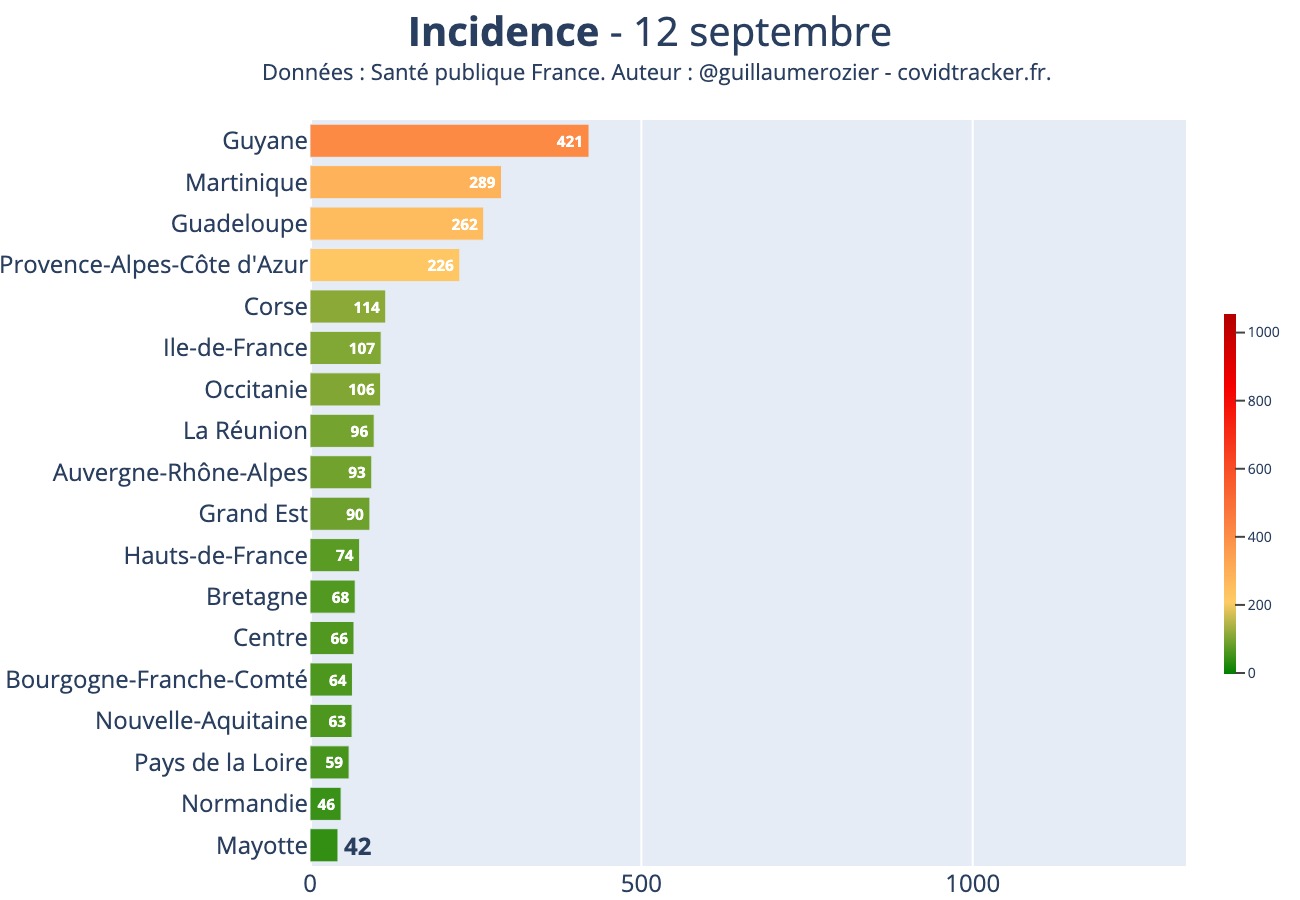 Incidence - 12 septembre
Données : Santé publique France. Auteur : @guillaumerozier - covidtracker.fr.
Guyane 421
Martinique 289
Guadeloupe 262
Provence-Alpes-Côte d'Azur 226
Corse 114
Ile-de-France 107
Occitanie 106
La Réunion 96
Auvergne-Rhône-Alpes 93
Grand Est 90
Hauts-de-France 74
Bretagne 68
Centre 66
Bourgogne-Franche-Comté 64
Nouvelle-Aquitaine 63
Pays de la Loire 59
Normandie 46
Mayotte 42
0 500 1000
1000
800
600
400
200
0